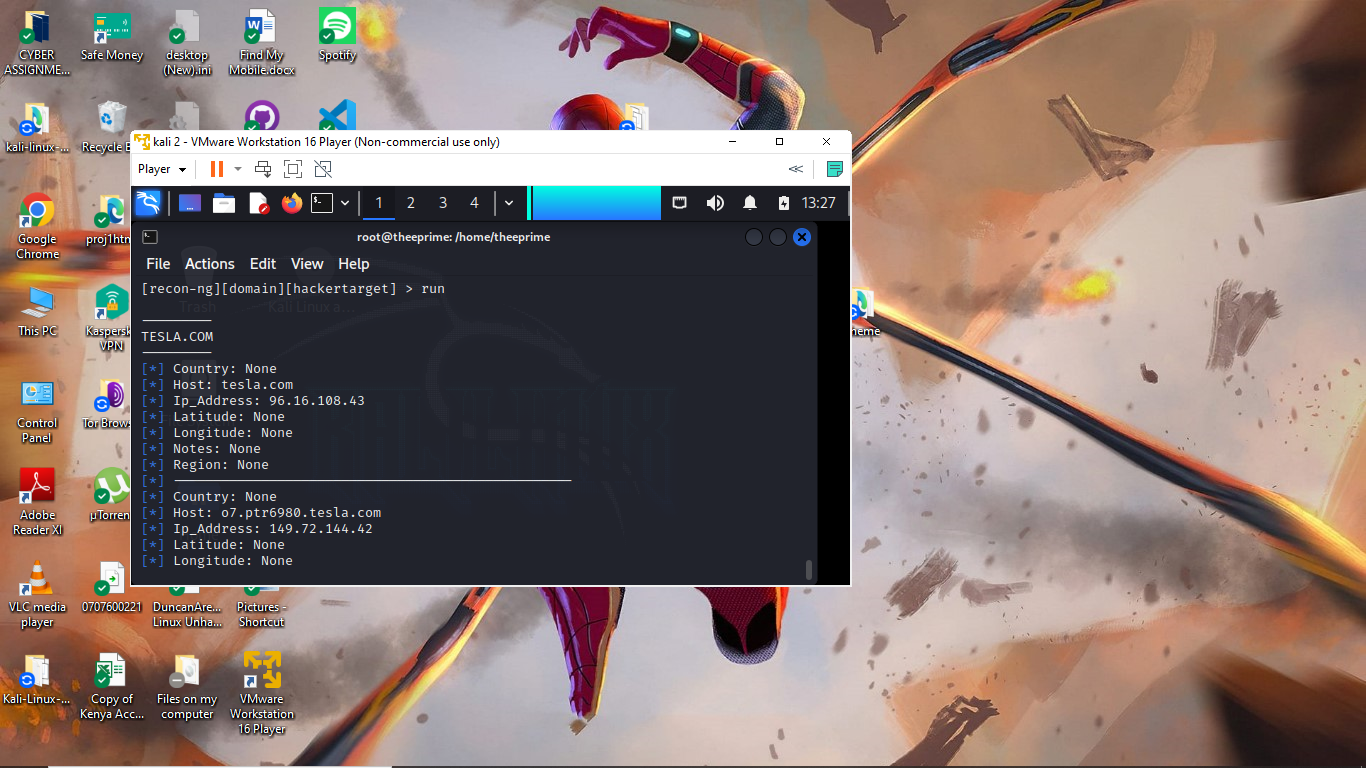 CYBER
ASSIGNME...
Safe Money
desktop
(New).ini
Find My
Mobile.docx
Spotify
kali-linux-...
Recycle B
kali 2 - VMware Workstation 16 Player (Non-commercial use only)
Player
1 2 3 4
13:27
root@theeprime: /home/theeprime
File Actions Edit View Help
[recon-ng][domain][hackertarget] > run
Trash
Kali Linux a...
TESLA.COM
[*] Country: None
[*] Host: tesla.com
[*] Ip_Address: 96.16.108.43
[*] Latitude: None
[*] Longitude: None
[*] Notes: None
[*] Region: None
[*]
[*] Country: None
[*] Host: o7.ptr6980.tesla.com
[*] Ip_Address: 149.72.144.42
[*] Latitude: None
[*] Longitude: None
Google
Chrome
proj1htn
This PC
Kaspersk
VPN
heme
Control
Panel
Tor Brows
Adobe
Reader XI
µTorren
VLC media
player
0707600221
DuncanAre...
Linux Unha...
Pictures -
Shortcut
Kali-Linux-...
Copy of
Kenya Acc...
Files on my
computer
VMware
Workstation
16 Player